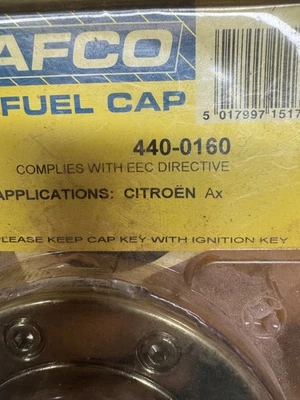 AFCO
FUEL CAP
5 017997 1517
440-0160
COMPLIES WITH EEC DIRECTIVE
APPLICATIONS: CITROËN Ax
PLEASE KEEP CAP KEY WITH IGNITION KEY